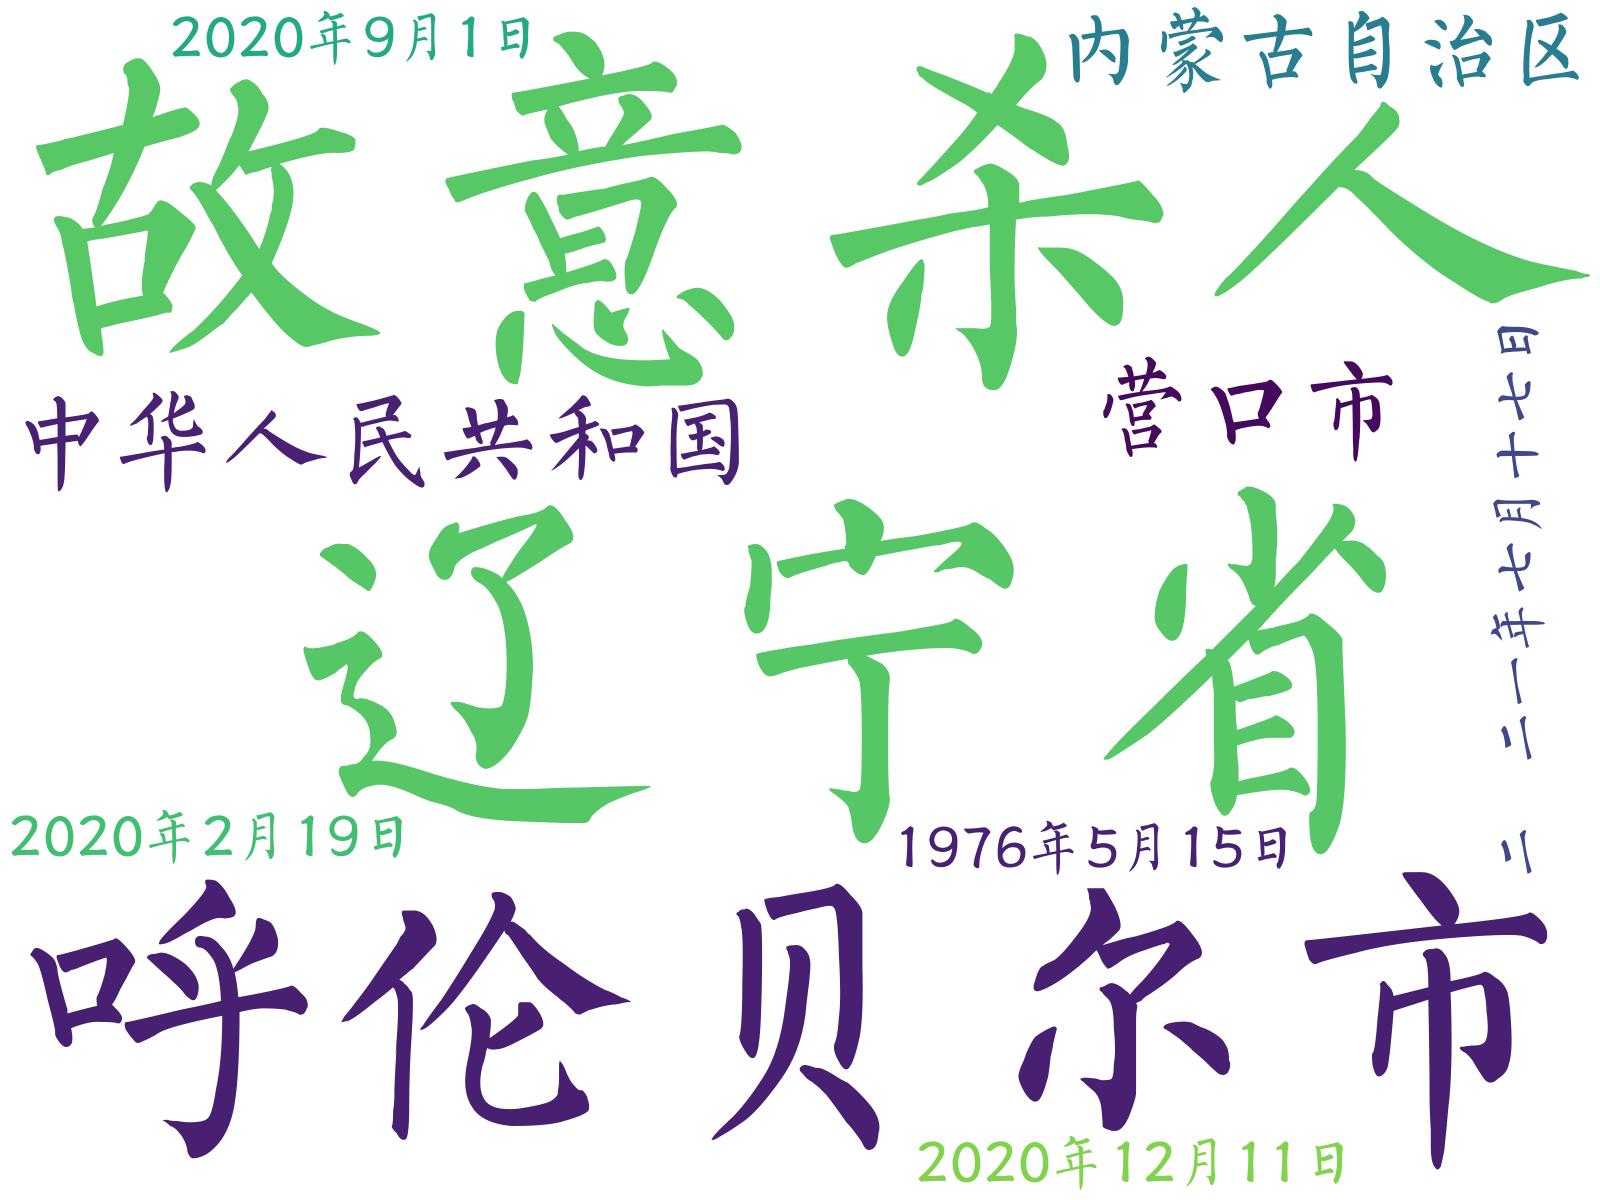 2020年9月1日
内蒙古自治区
故意杀人
中华人民共和国
营口市
二 二一年七月十七日
辽宁省
2020年2月19日
1976年5月15日
呼伦贝尔市
2020年12月11日